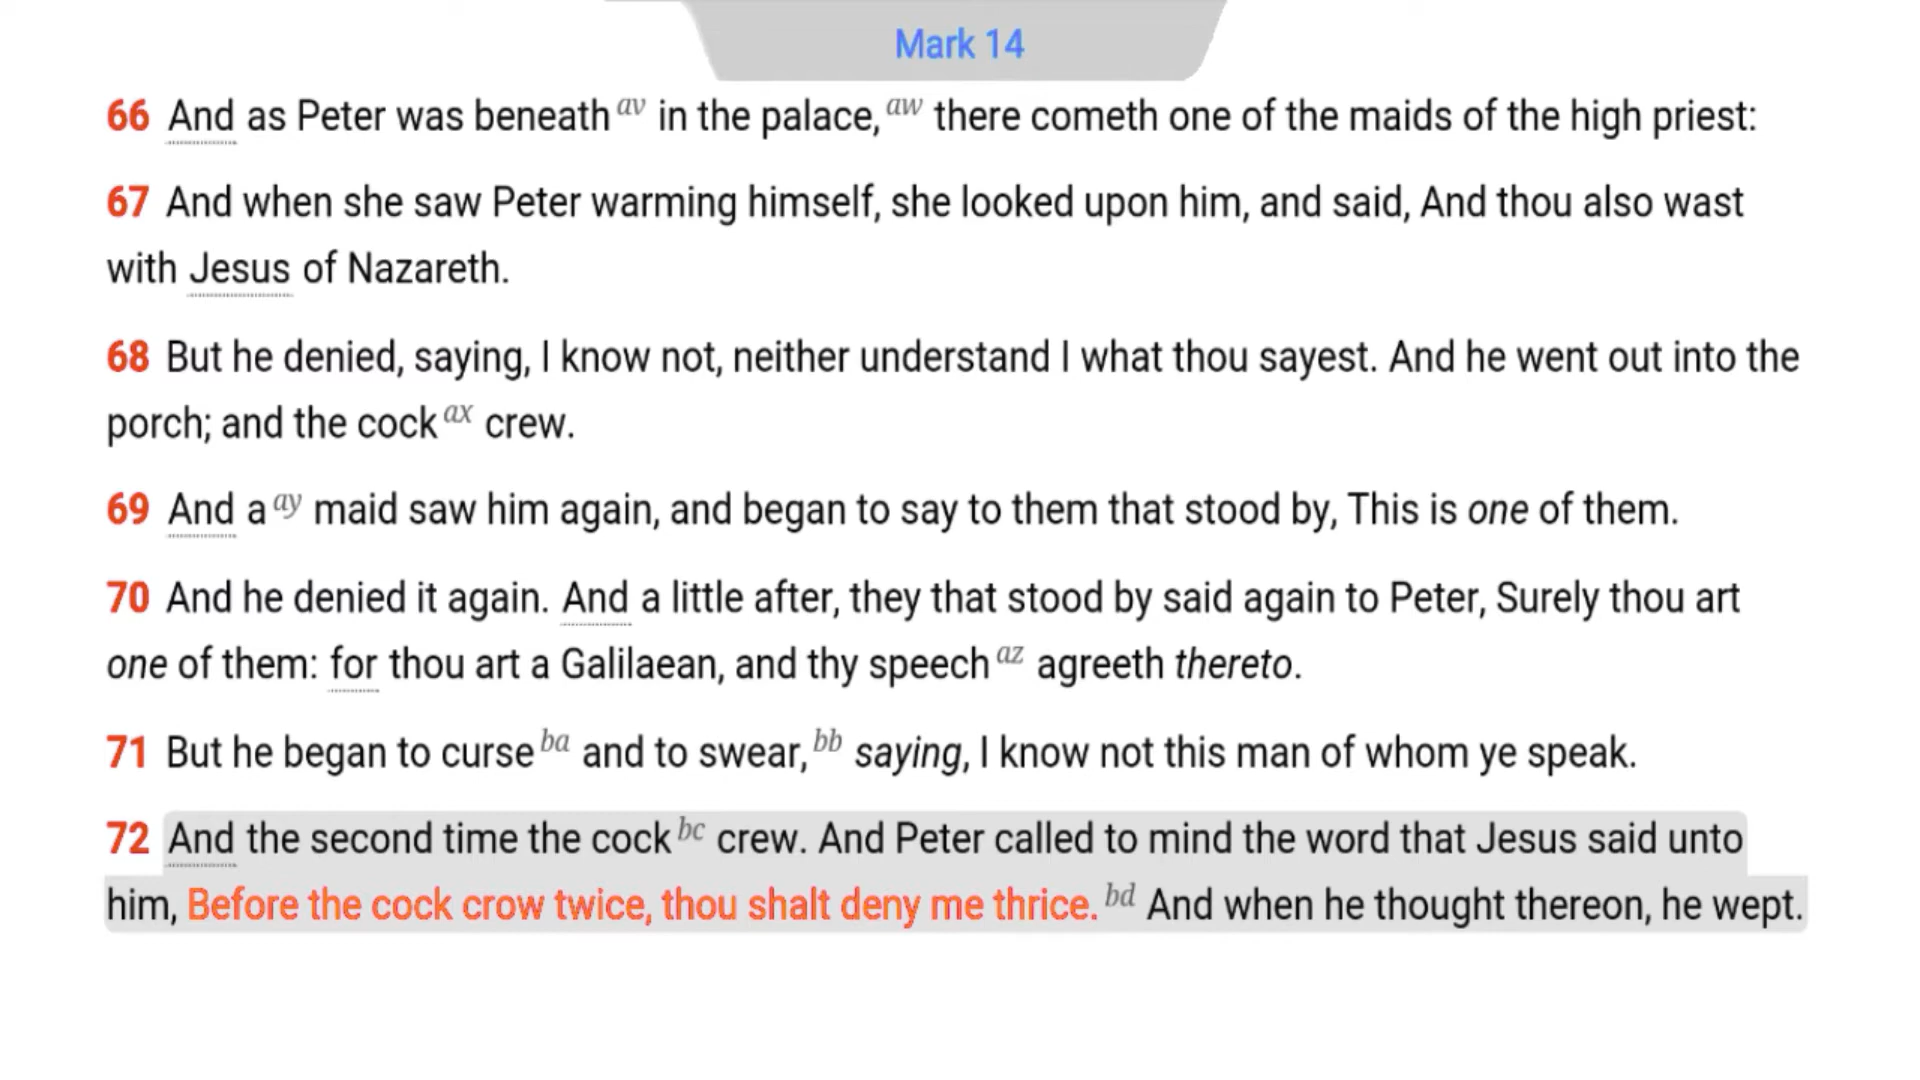 Mark 14
66 And as Peter was beneath av in the palace, aw there cometh one of the maids of the high priest:
67 And when she saw Peter warming himself, she looked upon him, and said, And thou also wast
with Jesus of Nazareth.
68 But he denied, saying, I know not, neither understand I what thou sayest. And he went out into the
porch; and the cock ax crew.
69 And a ay maid saw him again, and began to say to them that stood by, This is one of them.
70 And he denied it again. And a little after, they that stood by said again to Peter, Surely thou art
one of them: for thou art a Galilaean, and thy speech az agreeth thereto.
71 But he began to curse ba and to swear, bb saying, I know not this man of whom ye speak.
72 And the second time the cock bc crew. And Peter called to mind the word that Jesus said unto
him, Before the cock crow twice, thou shalt deny me thrice. bd And when he thought thereon, he wept.